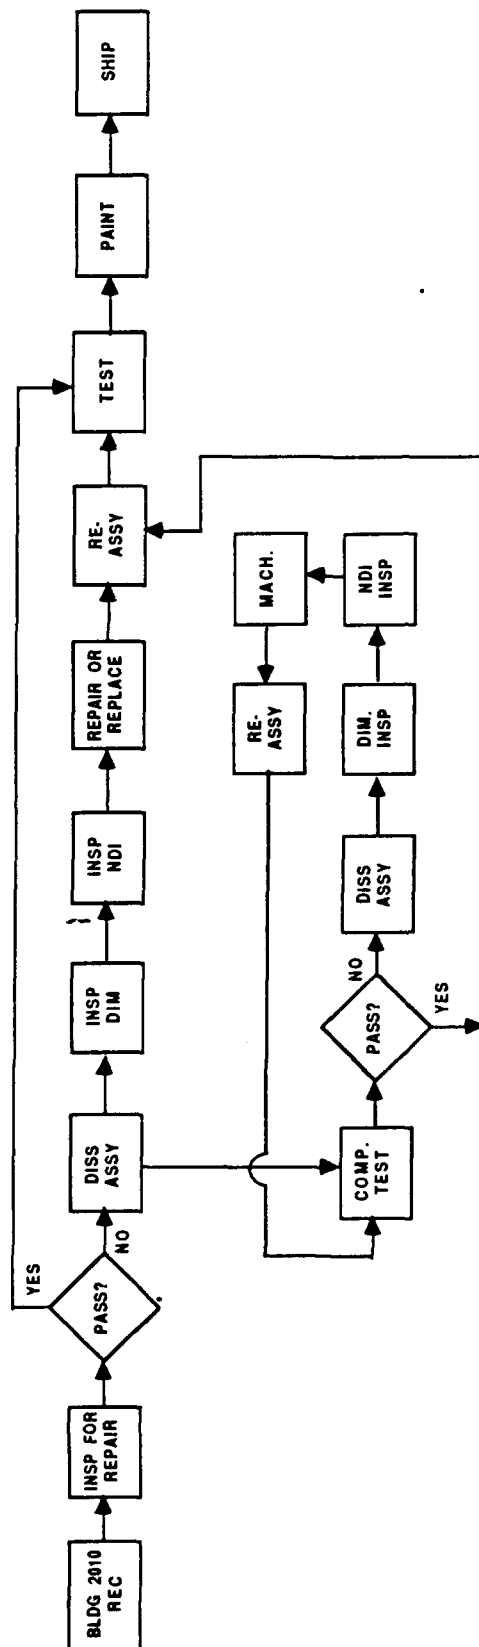 BLDG 2010
REC
INSP FOR
REPAIR
PASS?
YES
NO
DISS
ASSY
INSP
DIM
INSP
NDI
REPAIR OR
REPLACE
RE-
ASSY
TEST
PAINT
SHIP
COMP.
TEST
PASS?
NO
YES
DISS
ASSY
DIM.
INSP
NDI
INSP
MACH.
RE-
ASSY